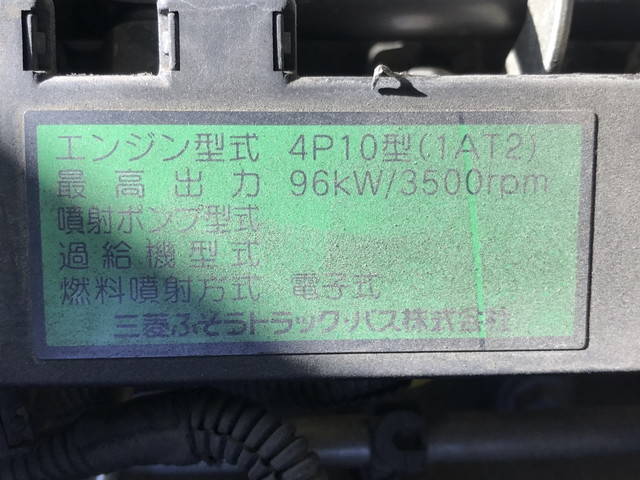 エンジン型式 4P10型(1AT2)
最高出力 96kW/3500rpm
噴射ポンプ型式
過給機型式
燃料噴射方式 電子式
三菱ふそうトラック・バス株式会社